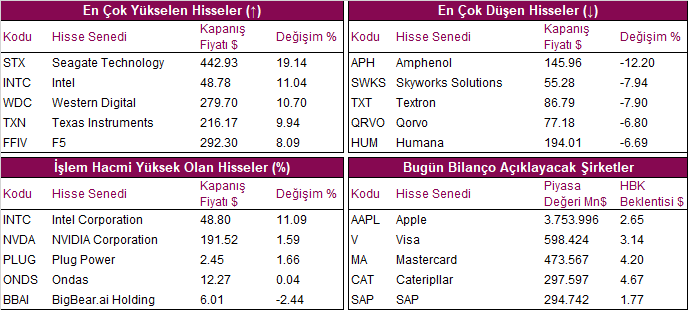 En Çok Yükselen Hisseler (↑)
Kodu Hisse Senedi Kapanış Fiyatı $ Değişim %
STX Seagate Technology 442.93 19.14
INTC Intel 48.78 11.04
WDC Western Digital 279.70 10.70
TXN Texas Instruments 216.17 9.94
FFIV F5 292.30 8.09
En Çok Düşen Hisseler (↓)
Kodu Hisse Senedi Kapanış Fiyatı $ Değişim %
APH Amphenol 145.96 -12.20
SWKS Skyworks Solutions 55.28 -7.94
TXT Textron 86.79 -7.90
QRVO Qorvo 77.18 -6.80
HUM Humana 194.01 -6.69
İşlem Hacmi Yüksek Olan Hisseler (%)
Kodu Hisse Senedi Kapanış Fiyatı $ Değişim %
INTC Intel Corporation 48.80 11.09
NVDA NVIDIA Corporation 191.52 1.59
PLUG Plug Power 2.45 1.66
ONDS Ondas 12.27 0.04
BBAI BigBear.ai Holding 6.01 -2.44
Bugün Bilanço Açıklayacak Şirketler
Kodu Hisse Senedi Piyasa Değeri Mn$ HBK Beklentisi $
AAPL Apple 3.753.996 2.65
V Visa 598.424 3.14
MA Mastercard 473.567 4.20
CAT Cateripllar 297.597 4.67
SAP SAP 294.742 1.77